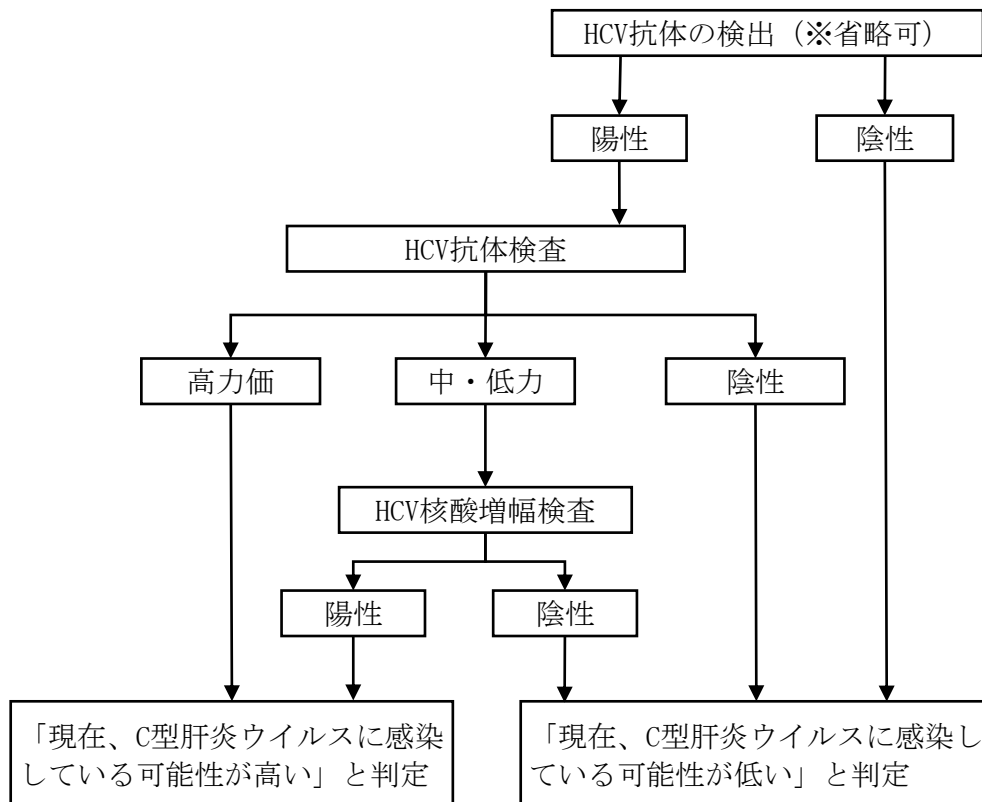 HCV抗体の検出（※省略可）
陽性
陰性
HCV抗体検査
高力価
中・低力
陰性
HCV核酸増幅検査
陽性
陰性
「現在、C型肝炎ウイルスに感染
している可能性が高い」と判定
「現在、C型肝炎ウイルスに感染し
ている可能性が低い」と判定